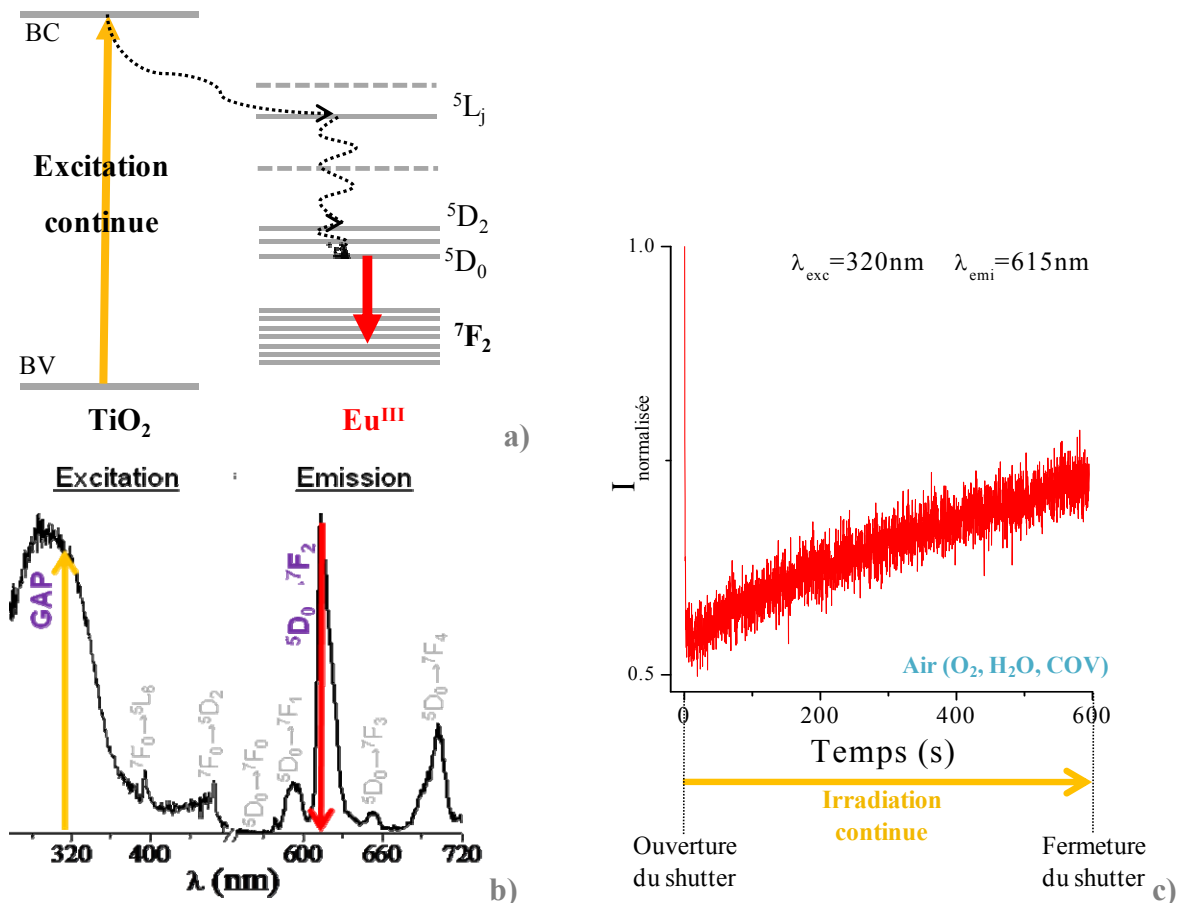 BC
⁵Lⱼ
Excitation
continue
⁵D₂
⁵D₀
⁷F₂
BV
TiO₂
Euᴵᴵᴵ
a)
Excitation
Emission
GAP
⁷F₀→⁵L₆
⁷F₀→⁵D₂
⁵D₀→⁷F₀
⁵D₀→⁷F₁
⁵D₀ ⁷F₂
⁵D₀→⁷F₃
⁵D₀→⁷F₄
320 400 600 660 720
λ (nm)
b)
1.0
λexc=320nm λemi=615nm
I normalisée
Air (O₂, H₂O, COV)
0.5
0 200 400 600
Temps (s)
Irradiation
continue
Ouverture
du shutter
Fermeture
du shutter
c)